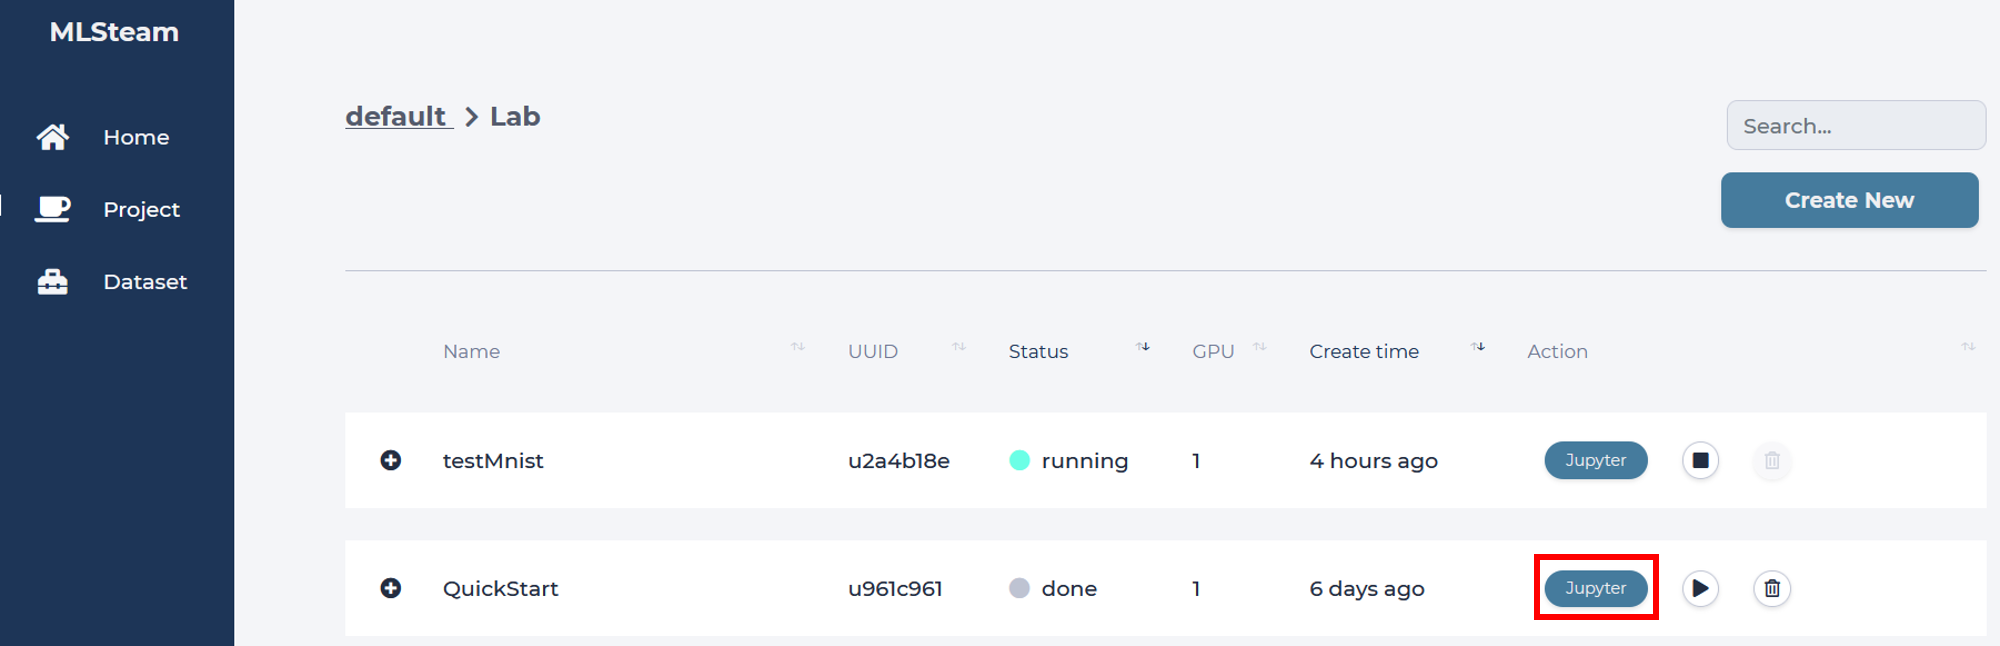 MLSteam
Home
Project
Dataset
default > Lab
Search...
Create New
Name UUID Status GPU Create time Action
testMnist u2a4b18e running 1 4 hours ago Jupyter
QuickStart u961c961 done 1 6 days ago Jupyter